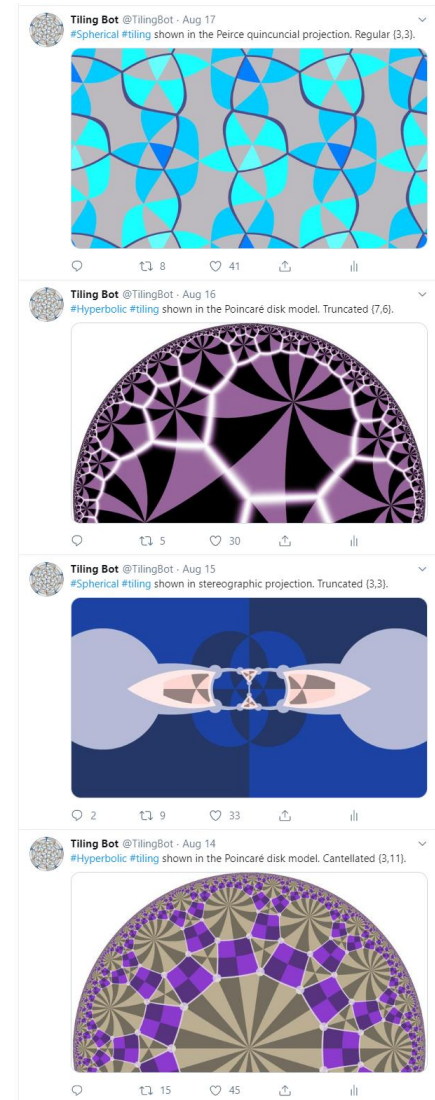 Tiling Bot @TilingBot · Aug 17
#Spherical #tiling shown in the Peirce quincuncial projection. Regular {3,3}.
8 41
Tiling Bot @TilingBot · Aug 16
#Hyperbolic #tiling shown in the Poincaré disk model. Truncated {7,6}.
5 30
Tiling Bot @TilingBot · Aug 15
#Spherical #tiling shown in stereographic projection. Truncated {3,3}.
2 9 33
Tiling Bot @TilingBot · Aug 14
#Hyperbolic #tiling shown in the Poincaré disk model. Cantellated {3,11}.
15 45